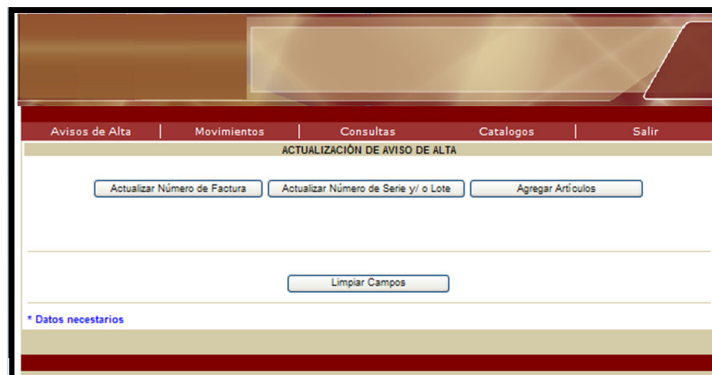 Avisos de Alta | Movimientos | Consultas Catalogos | Salir
ACTUALIZACIÓN DE AVISO DE ALTA
Actualizar Número de Factura Actualizar Número de Serie y/ o Lote Agregar Artículos
Limpiar Campos
* Datos necesarios